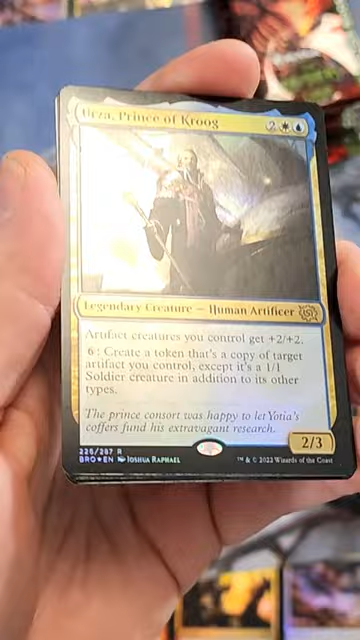 Urza, Prince of Kroog
2
Legendary Creature — Human Artificer
Artifact creatures you control get +2/+2.
6: Create a token that's a copy of target
artifact you control, except it's a 1/1
Soldier creature in addition to its other
types.
The prince consort was happy to let Yotia's
coffers fund his extravagant research.
2/3
225/287 R
BRO★EN Joshua Raphael
™ & © 2022 Wizards of the Coast